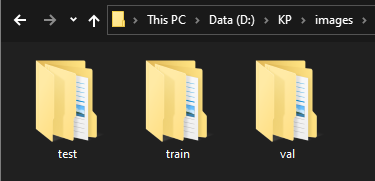 This PC > Data (D:) > KP > images >
test train val